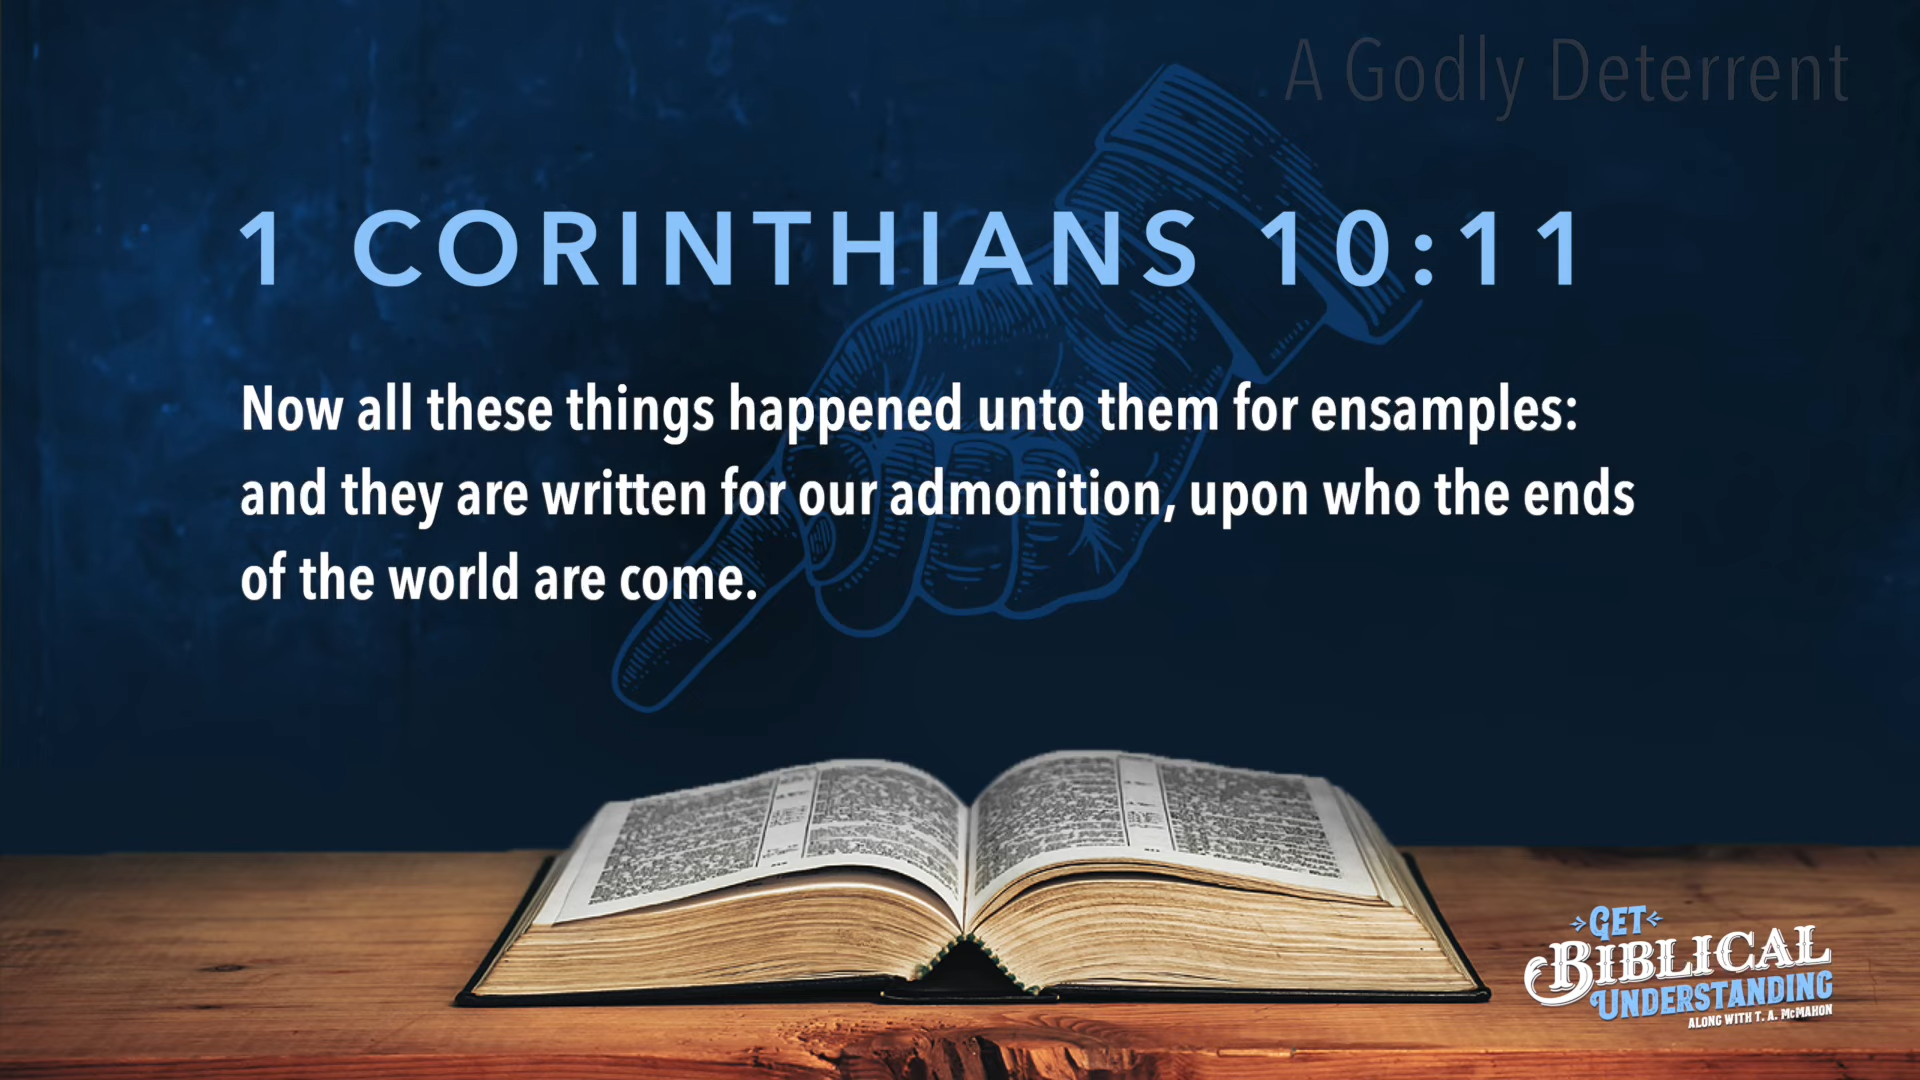 A Godly Deterrent
1 CORINTHIANS 10:11
Now all these things happened unto them for ensamples:
and they are written for our admonition, upon who the ends
of the world are come.
GET
BIBLICAL
UNDERSTANDING
ALONG WITH T. A. McMAHON